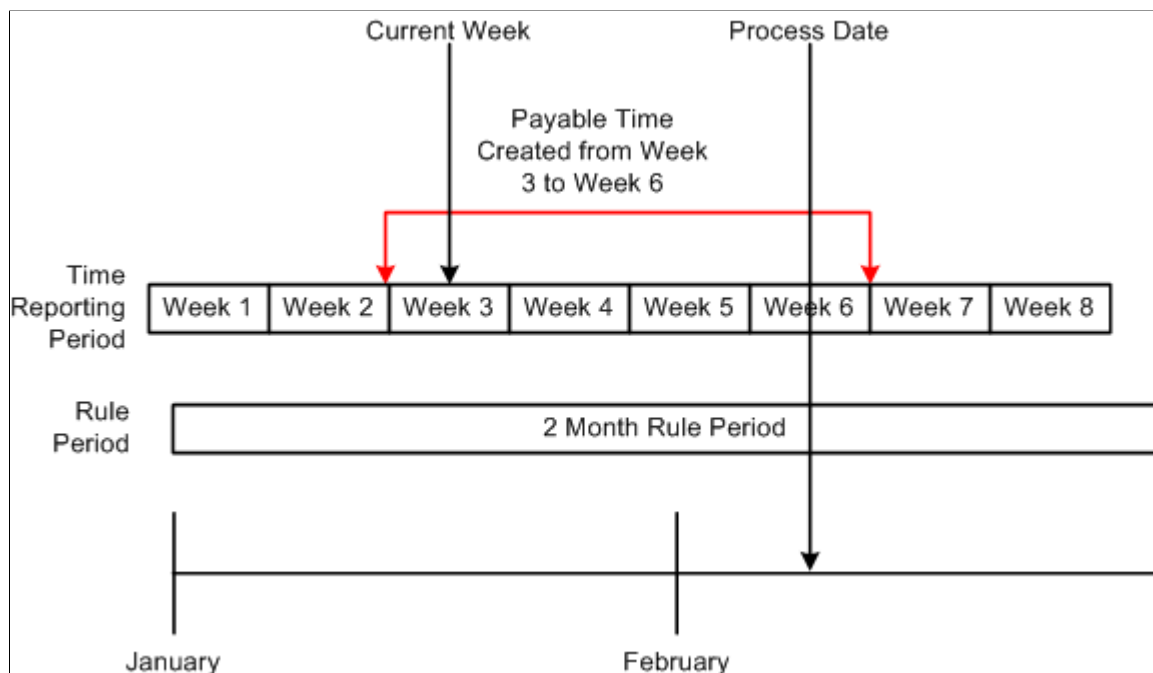 Current Week
Process Date
Payable Time
Created from Week
3 to Week 6
Time
Reporting
Period
Week 1
Week 2
Week 3
Week 4
Week 5
Week 6
Week 7
Week 8
Rule
Period
2 Month Rule Period
January
February